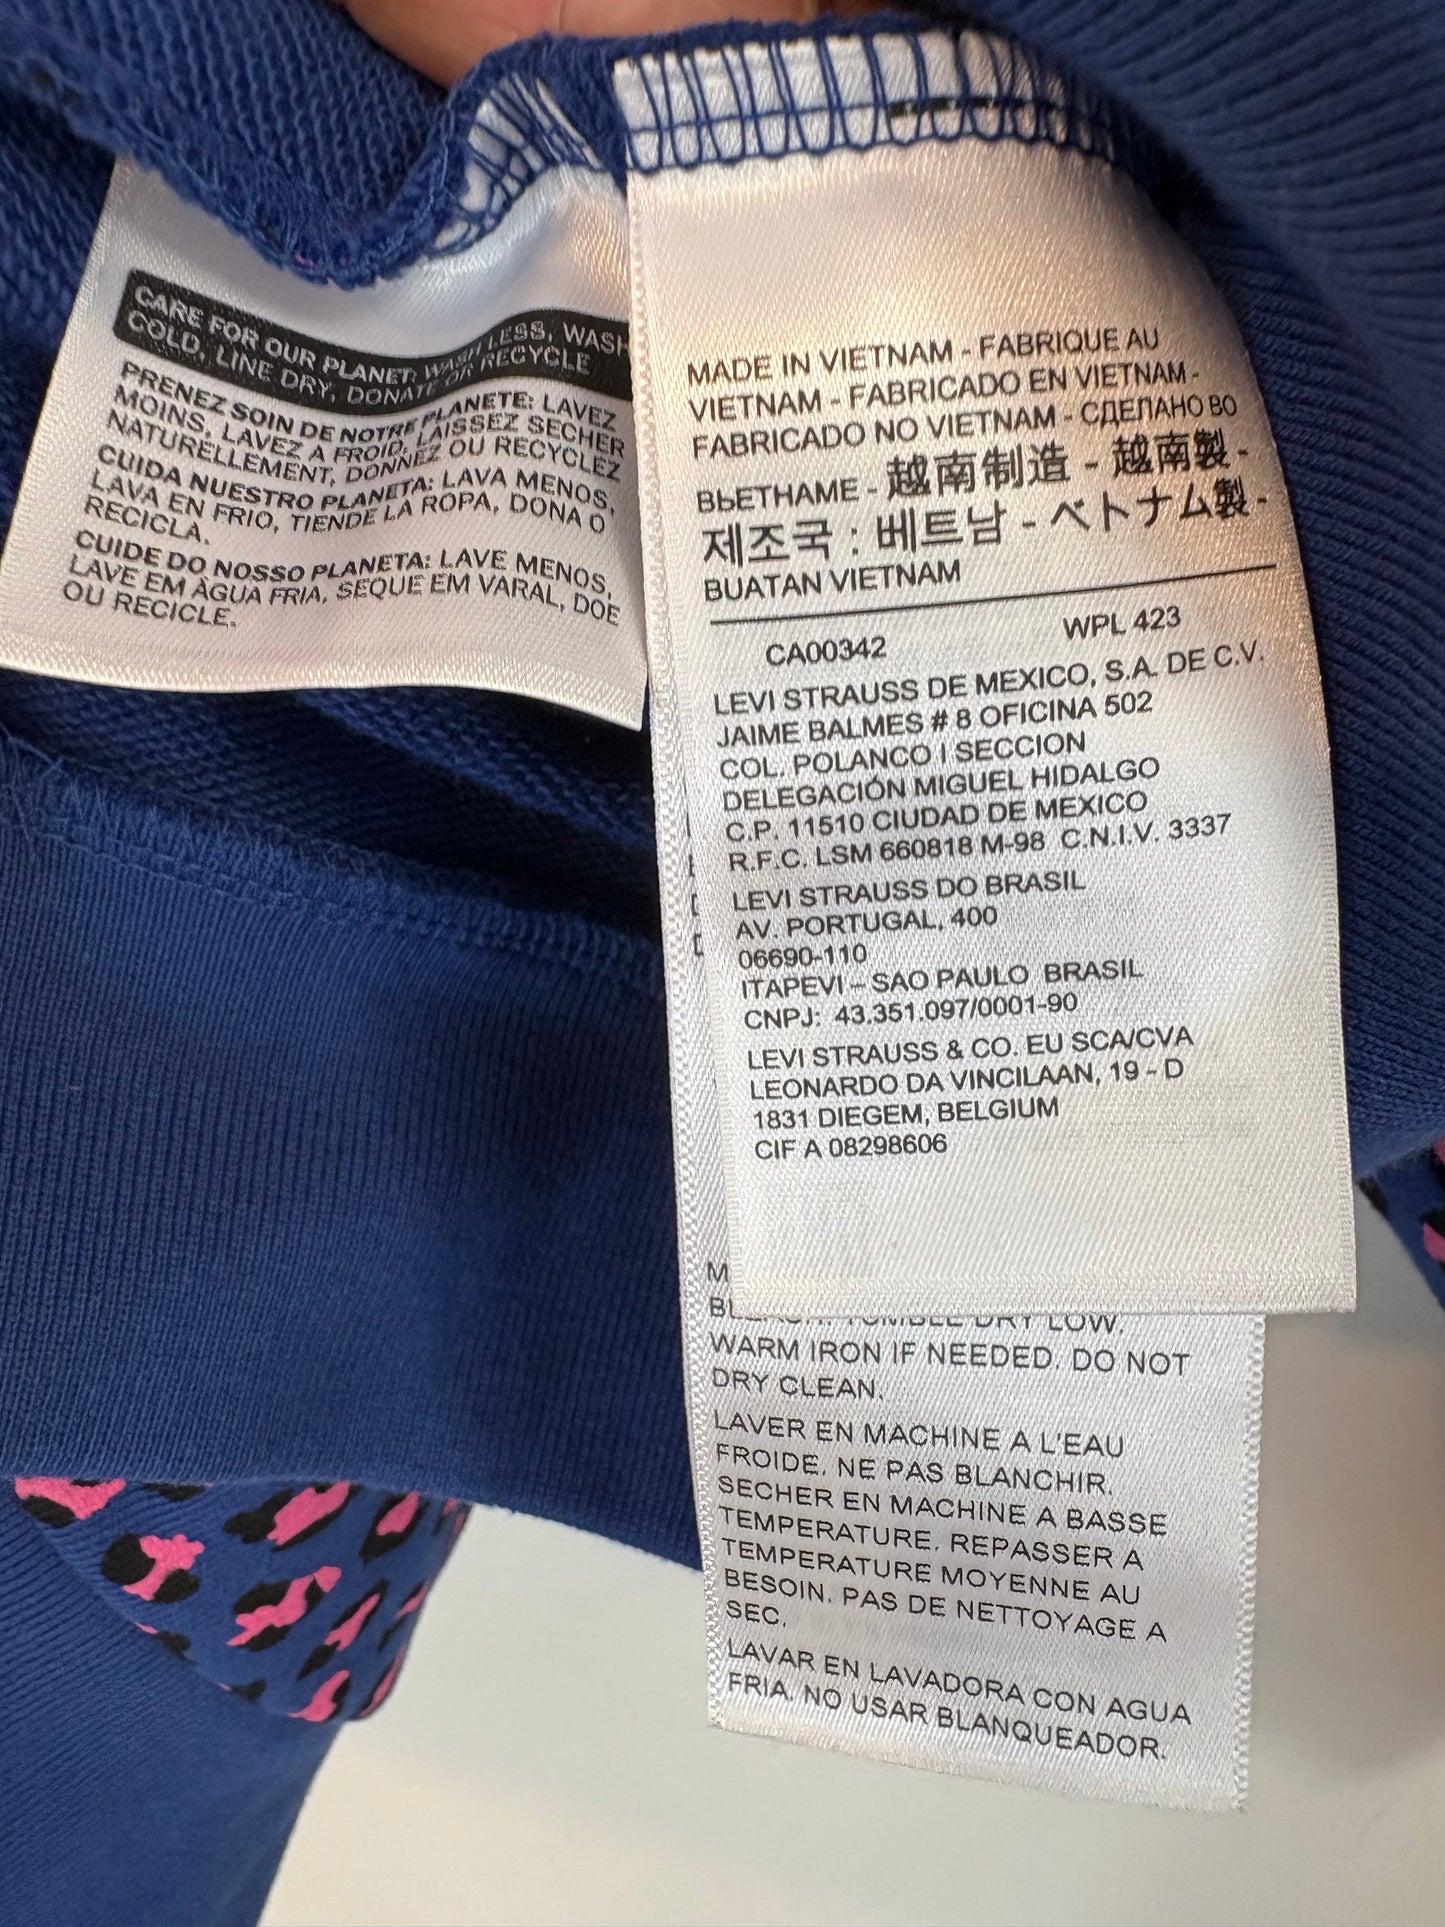 CARE FOR OUR PLANET: WASH LESS, WASH
COLD, LINE DRY, DONATE OR RECYCLE
PRENEZ SOIN DE NOTRE PLANETE: LAVEZ
MOINS, LAVEZ A FROID, LAISSEZ SECHER
NATURELLEMENT, DONNEZ OU RECYCLEZ
CUIDA NUESTRO PLANETA: LAVA MENOS,
LAVA EN FRIO, TIENDE LA ROPA, DONA O
RECICLA.
CUIDE DO NOSSO PLANETA: LAVE MENOS,
LAVE EM ÁGUA FRIA, SEQUE EM VARAL, DOE
OU RECICLE.
MADE IN VIETNAM - FABRIQUE AU
VIETNAM - FABRICADO EN VIETNAM -
FABRICADO NO VIETNAM - СДЕПАНО ВО
ВЬЕТНАМЕ - 越南制造 - 越南製 -
제조국 : 베트남 - ベトナム製 -
BUATAN VIETNAM
CA00342 WPL 423
LEVI STRAUSS DE MEXICO, S.A. DE C.V.
JAIME BALMES # 8 OFICINA 502
COL. POLANCO I SECCION
DELEGACIÓN MIGUEL HIDALGO
C.P. 11510 CIUDAD DE MEXICO
R.F.C. LSM 660818 M-98 C.N.I.V. 3337
LEVI STRAUSS DO BRASIL
AV. PORTUGAL, 400
06690-110
ITAPEVI – SAO PAULO BRASIL
CNPJ: 43.351.097/0001-90
LEVI STRAUSS & CO. EU SCA/CVA
LEONARDO DA VINCILAAN, 19 - D
1831 DIEGEM, BELGIUM
CIF A 08298606
TUMBLE DRY LOW.
WARM IRON IF NEEDED. DO NOT
DRY CLEAN.
LAVER EN MACHINE A L'EAU
FROIDE. NE PAS BLANCHIR.
SECHER EN MACHINE A BASSE
TEMPERATURE. REPASSER A
TEMPERATURE MOYENNE AU
BESOIN. PAS DE NETTOYAGE A
SEC.
LAVAR EN LAVADORA CON AGUA
FRIA. NO USAR BLANQUEADOR.